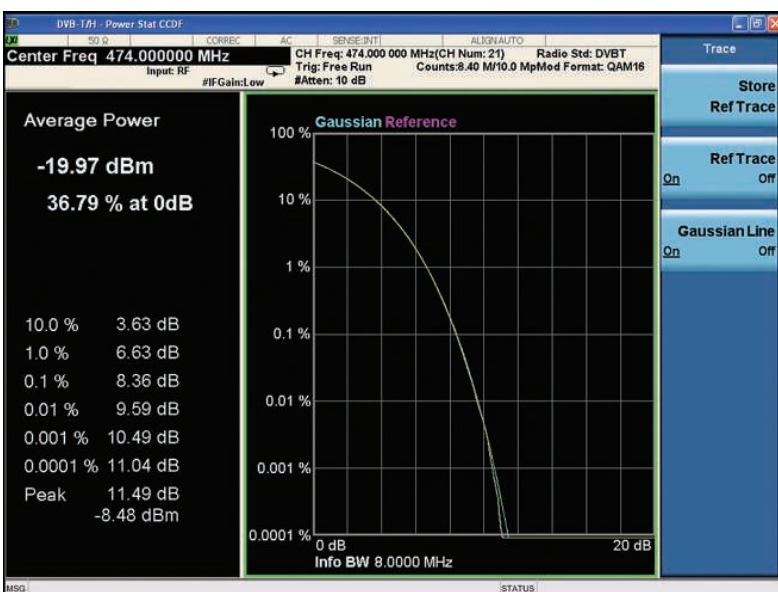 DVB-T/H - Power Stat CCDF
50 Ω CORREC AC SENSE:INT ALIGNAUTO
Center Freq 474.000000 MHz
Input: RF
#IFGain:Low
CH Freq: 474.000 000 MHz(CH Num: 21) Radio Std: DVBT
Trig: Free Run Counts:8.40 M/10.0 MpMod Format: QAM16
#Atten: 10 dB
Average Power
-19.97 dBm
36.79 % at 0dB
10.0 % 3.63 dB
1.0 % 6.63 dB
0.1 % 8.36 dB
0.01 % 9.59 dB
0.001 % 10.49 dB
0.0001 % 11.04 dB
Peak 11.49 dB
-8.48 dBm
Gaussian Reference
100 %
10 %
1 %
0.1 %
0.01 %
0.001 %
0.0001 %
0 dB 20 dB
Info BW 8.0000 MHz
Trace
Store
Ref Trace
Ref Trace
On Off
Gaussian Line
On Off
MSG STATUS